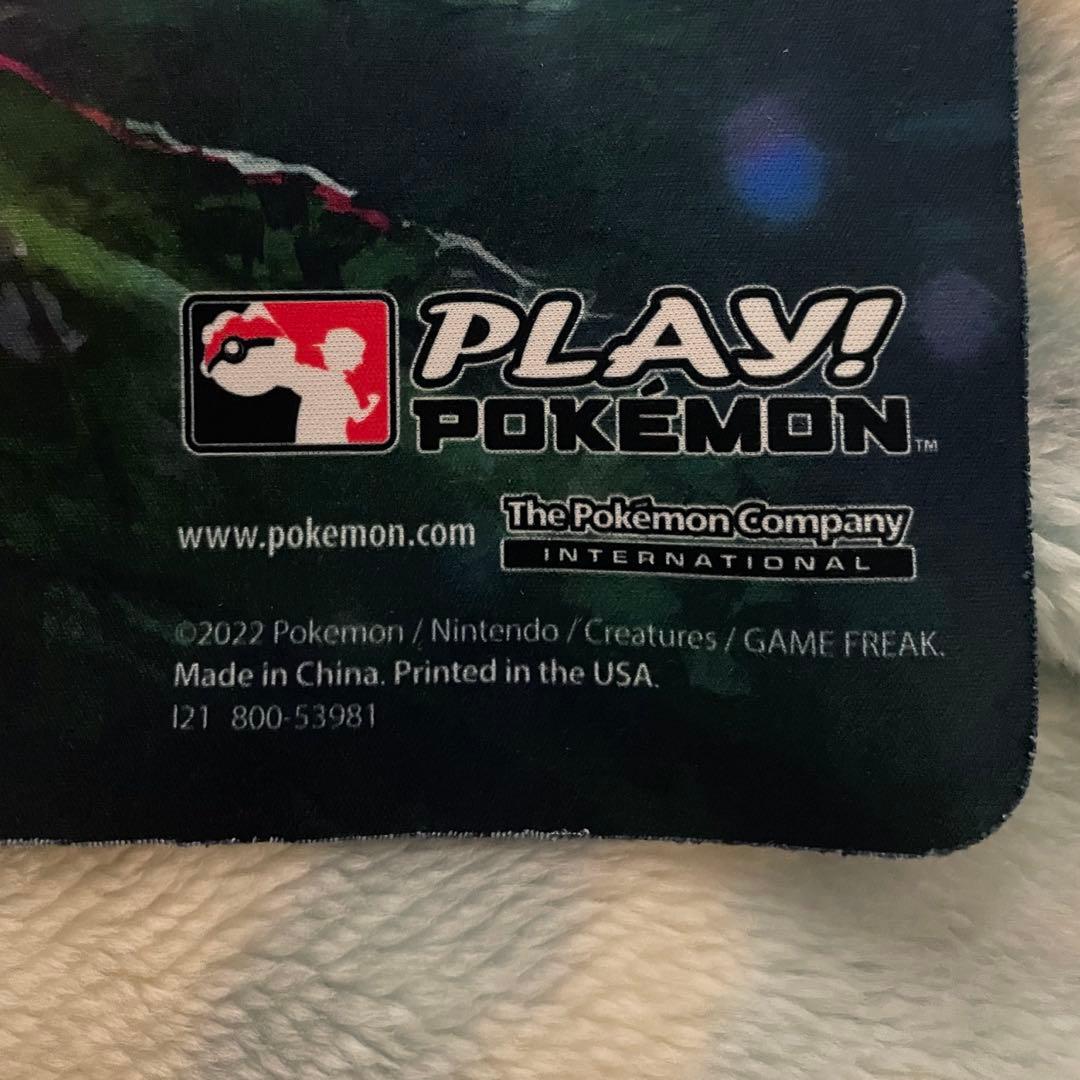 PLAY!
POKÉMON™
www.pokemon.com
The Pokémon Company
INTERNATIONAL
©2022 Pokemon / Nintendo / Creatures / GAME FREAK.
Made in China. Printed in the USA.
I21 800-53981